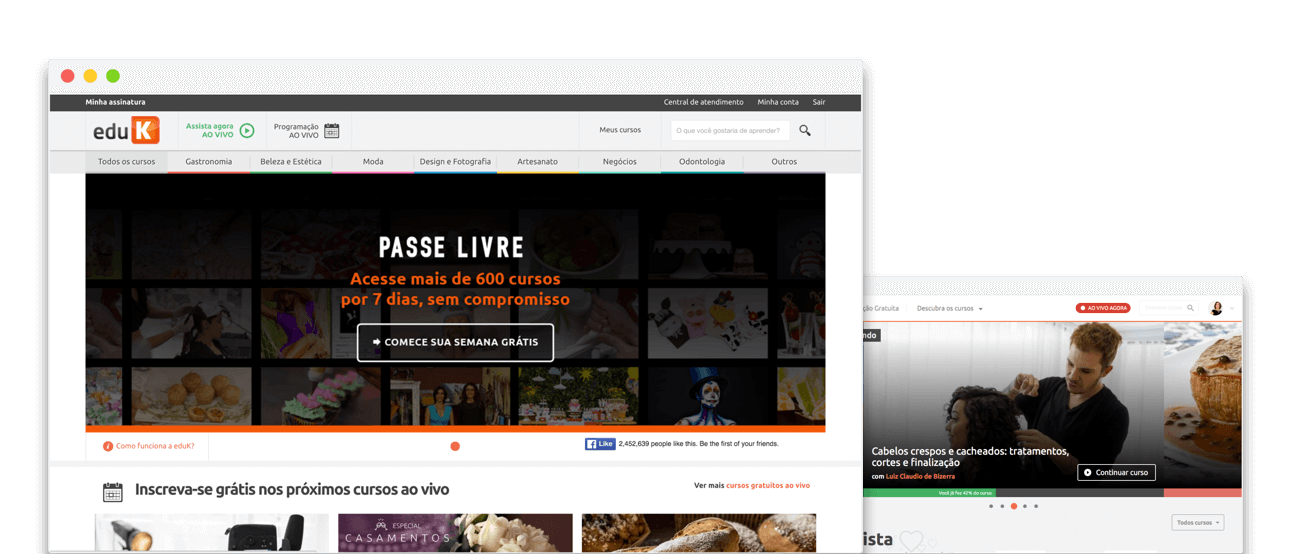 Minha assinatura
Central de atendimento Minha conta Sair
eduK
Assista agora
AO VIVO
Programação
AO VIVO
Meus cursos
O que você gostaria de aprender?
Todos os cursos Gastronomia Beleza e Estética Moda Design e Fotografia Artesanato Negócios Odontologia Outros
PASSE LIVRE
Acesse mais de 600 cursos
por 7 dias, sem compromisso
COMECE SUA SEMANA GRÁTIS
Como funciona a eduK?
Like 2,452,639 people like this. Be the first of your friends.
Inscreva-se grátis nos próximos cursos ao vivo
Ver mais cursos gratuitos ao vivo
ESPECIAL
CASAMENTOS
ção Gratuita Descubra os cursos
AO VIVO AGORA
ndo
Cabelos crespos e cacheados: tratamentos,
cortes e finalização
com Luiz Claudio de Bizerra
Continuar curso
Você já fez 40% do curso
Todos cursos
ista